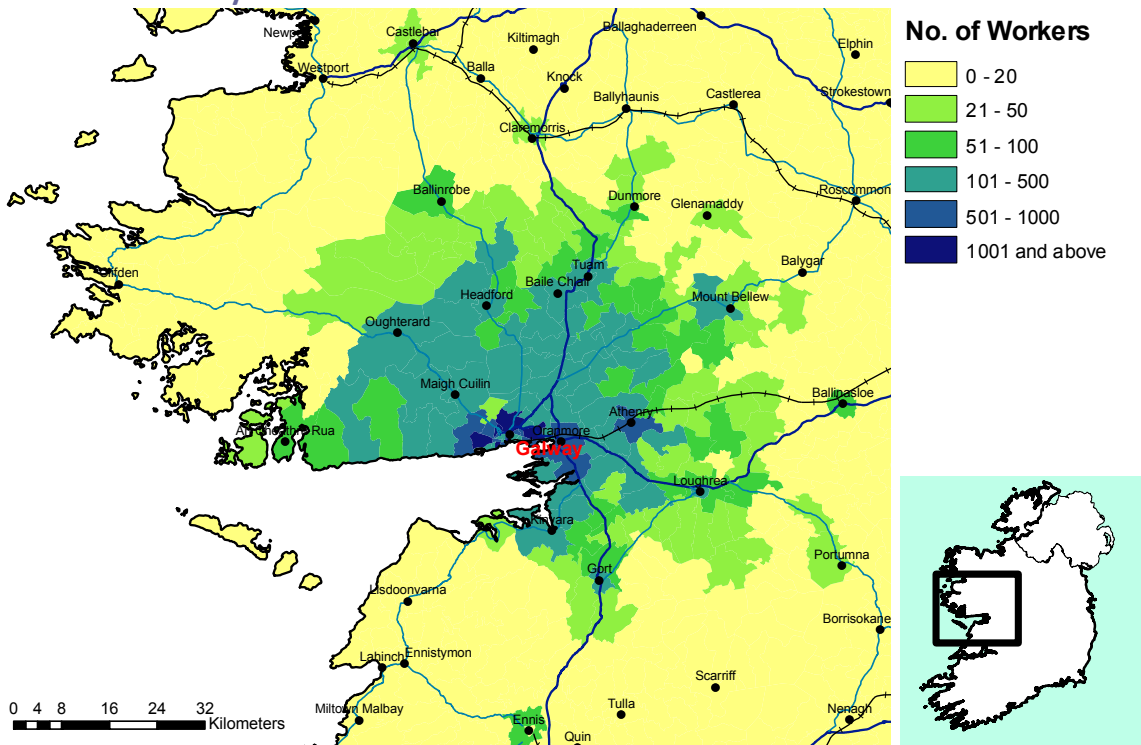 No. of Workers
0 - 20
21 - 50
51 - 100
101 - 500
501 - 1000
1001 and above
Castlebar
Kiltimagh
Ballaghaderreen
Elphin
Westport
Balla
Knock
Ballyhaunis
Castlerea
Strokestown
Claremorris
Ballinrobe
Dunmore
Glenamaddy
Roscommon
Tuam
Balygar
Headford
Mount Bellew
Oughterard
Maigh Cuilin
Ballinasloe
Athenry
Oranmore
Rua
Galway
Loughrea
Kinvara
Gort
Portumna
Lisdoonvarna
Borrisokane
Lahinch
Ennistymon
Scarriff
Miltown Malbay
Tulla
Nenagh
Ennis
Quin
0 4 8 16 24 32
Kilometers